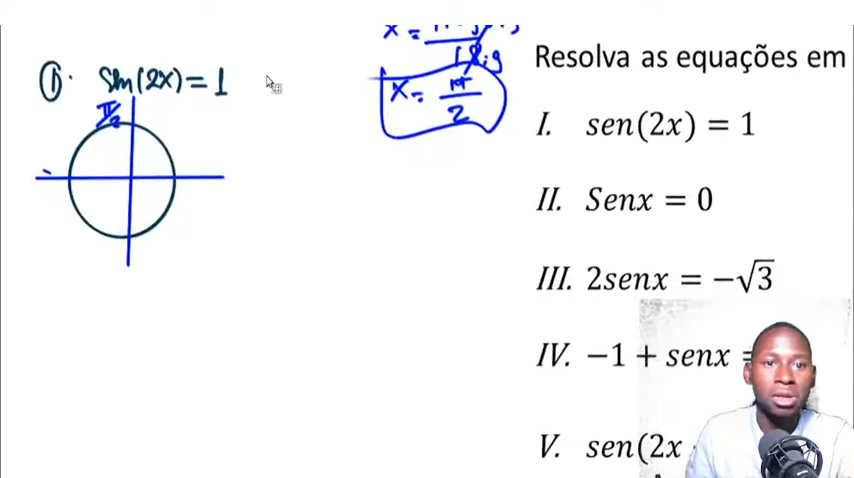 ① sen(2x) = 1
π/2
x = π/2
Resolva as equações em
I. sen(2x) = 1
II. Senx = 0
III. 2senx = −√3
IV. −1 + senx =
V. sen(2x